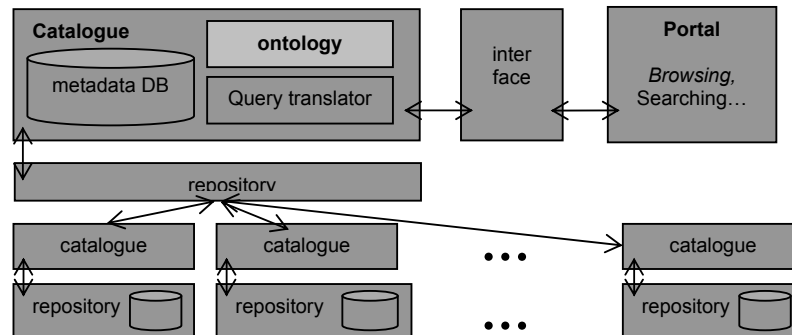 Catalogue
ontology
metadata DB
Query translator
inter
face
Portal
Browsing,
Searching…
repository
catalogue
catalogue
...
catalogue
repository
repository
...
repository